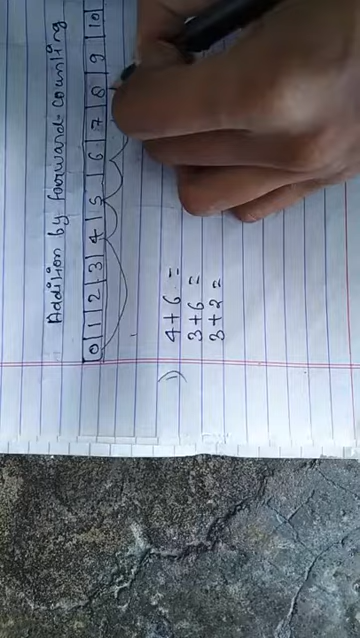 Addition by forward-counting
0 1 2 3 4 5 6 7 8 9 10
1) 4+6 =
3+6 =
3+2 =